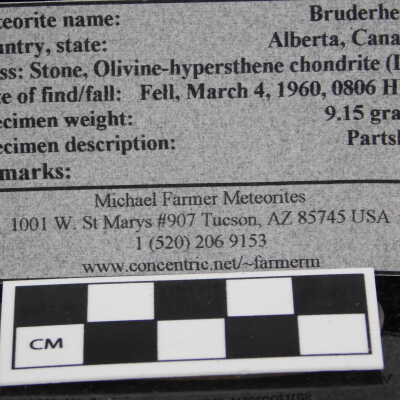 teorite name: Bruderhe
untry, state: Alberta, Cana
ss: Stone, Olivine-hypersthene chondrite (L
e of find/fall: Fell, March 4, 1960, 0806 H
ecimen weight: 9.15 gra
ecimen description: Partsl
marks:
Michael Farmer Meteorites
1001 W. St Marys #907 Tucson, AZ 85745 USA
1 (520) 206 9153
www.concentric.net/~farmerm
CM